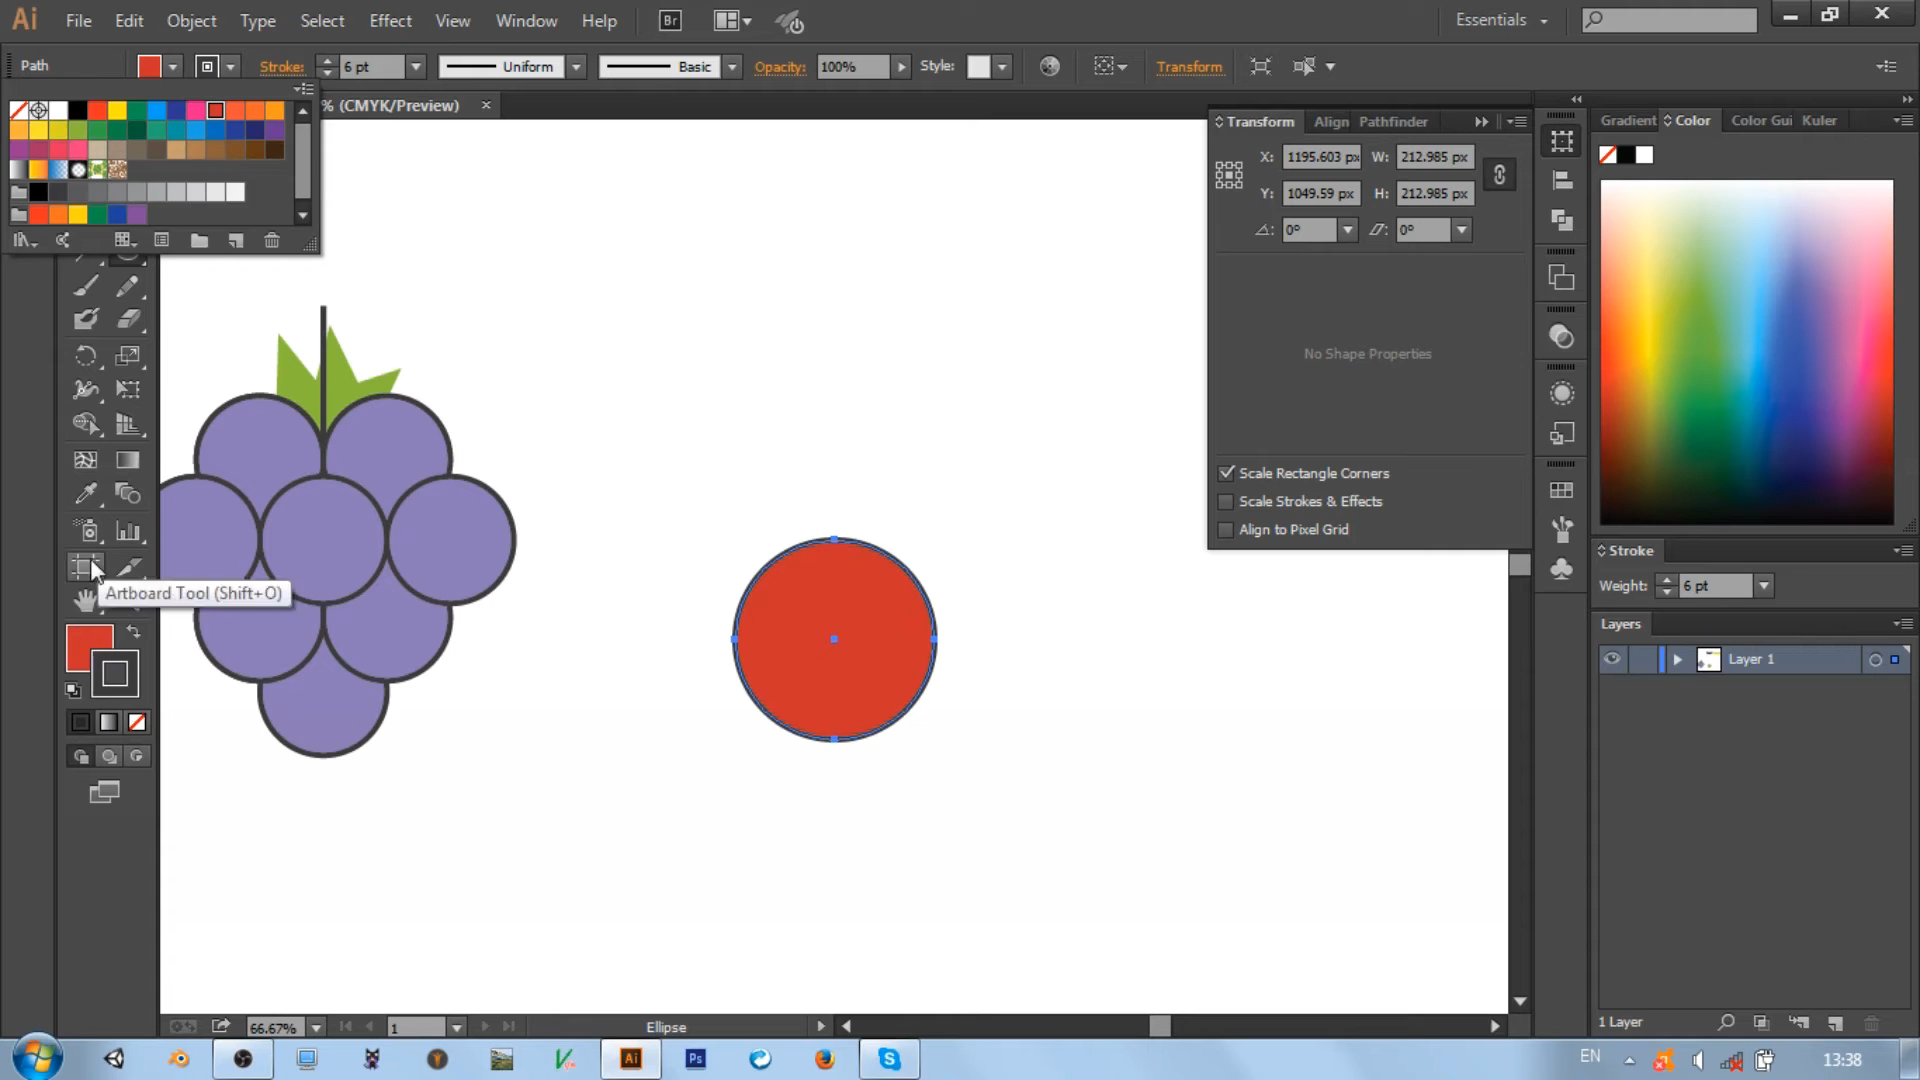 Ai File Edit Object Type Select Effect View Window Help Br Essentials
Path Stroke: 6 pt Uniform Basic Opacity: 100% Style: Transform
% (CMYK/Preview) ×
Transform Align Pathfinder
X: 1195.603 px W: 212.985 px
Y: 1049.59 px H: 212.985 px
0° 0°
No Shape Properties
Scale Rectangle Corners
Scale Strokes & Effects
Align to Pixel Grid
Gradient Color Color Gui Kuler
Stroke
Weight: 6 pt
Layers
Layer 1
1 Layer
Artboard Tool (Shift+O)
66.67% 1 Ellipse
Ai Ps EN 13:38